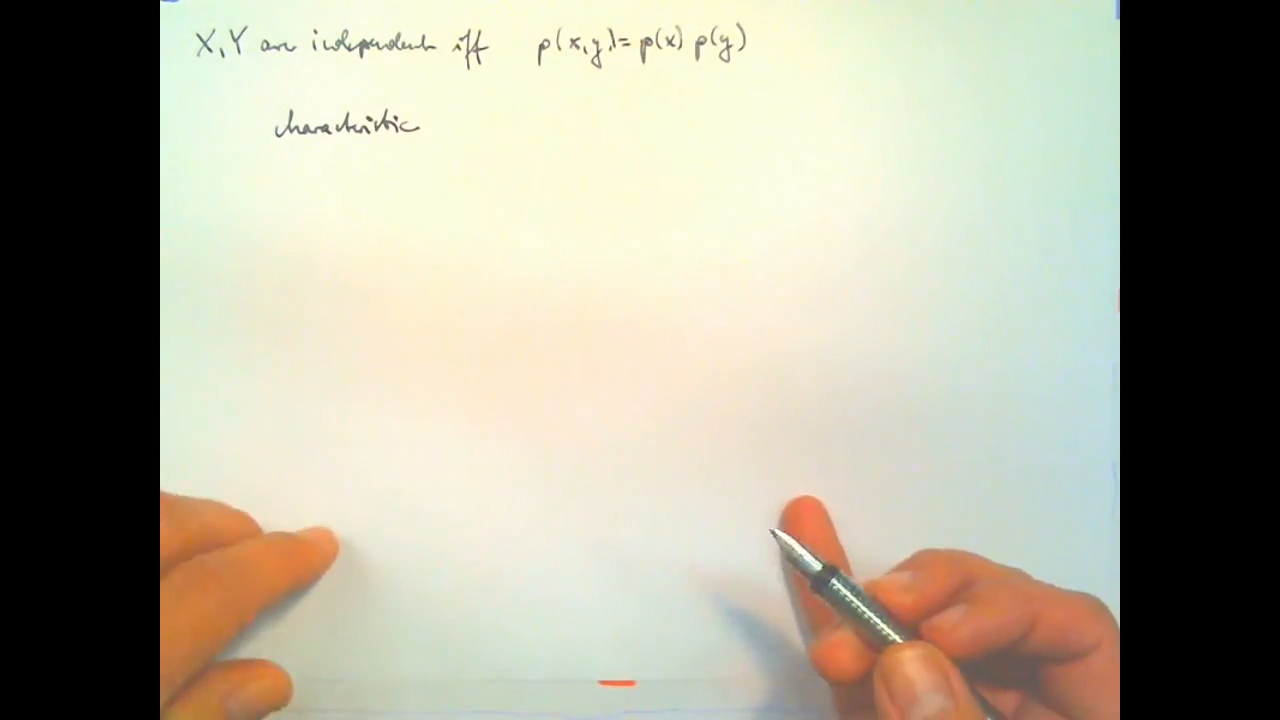 X, Y are independent iff p(x,y) = p(x) p(y)
characteristic